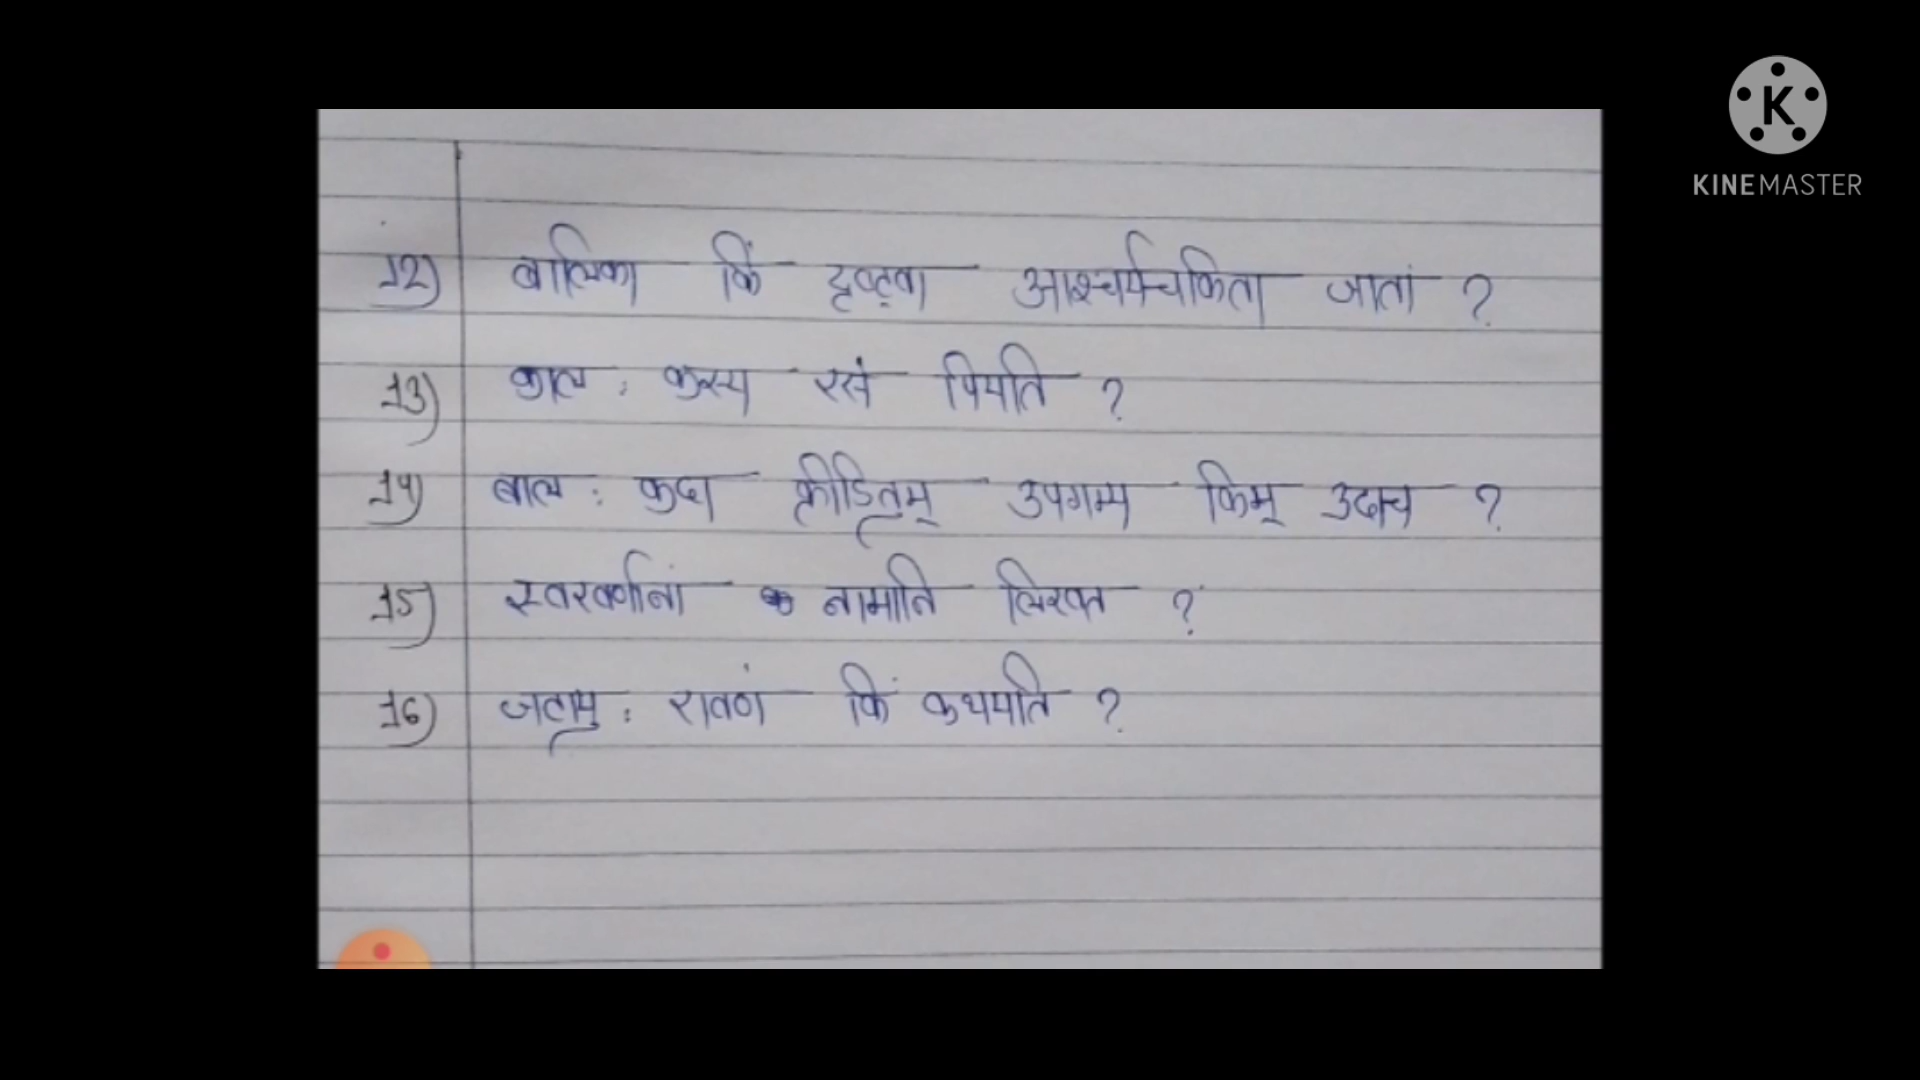 KINEMASTER
12) बालिका किं दृष्ट्वा आश्चर्यचकिता जाता ?
13) काल : कस्य रसं पिबति ?
14) बाल : कदा क्रीडितुम् उपगम्य किम् उवाच ?
15) स्वरवर्णानां नामानि लिखत ?
16) जटायु : रावणं किं कथयति ?